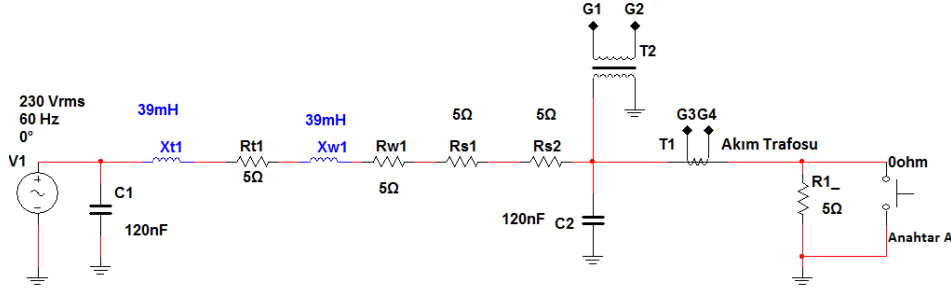 G1
G2
T2
230 Vrms
60 Hz
0°
V1
39mH
39mH
5Ω
5Ω
G3G4
Xt1
Rt1
Xw1
Rw1
Rs1
Rs2
T1
Akım Trafosu
0ohm
5Ω
5Ω
C1
R1_
5Ω
120nF
120nF
C2
Anahtar A